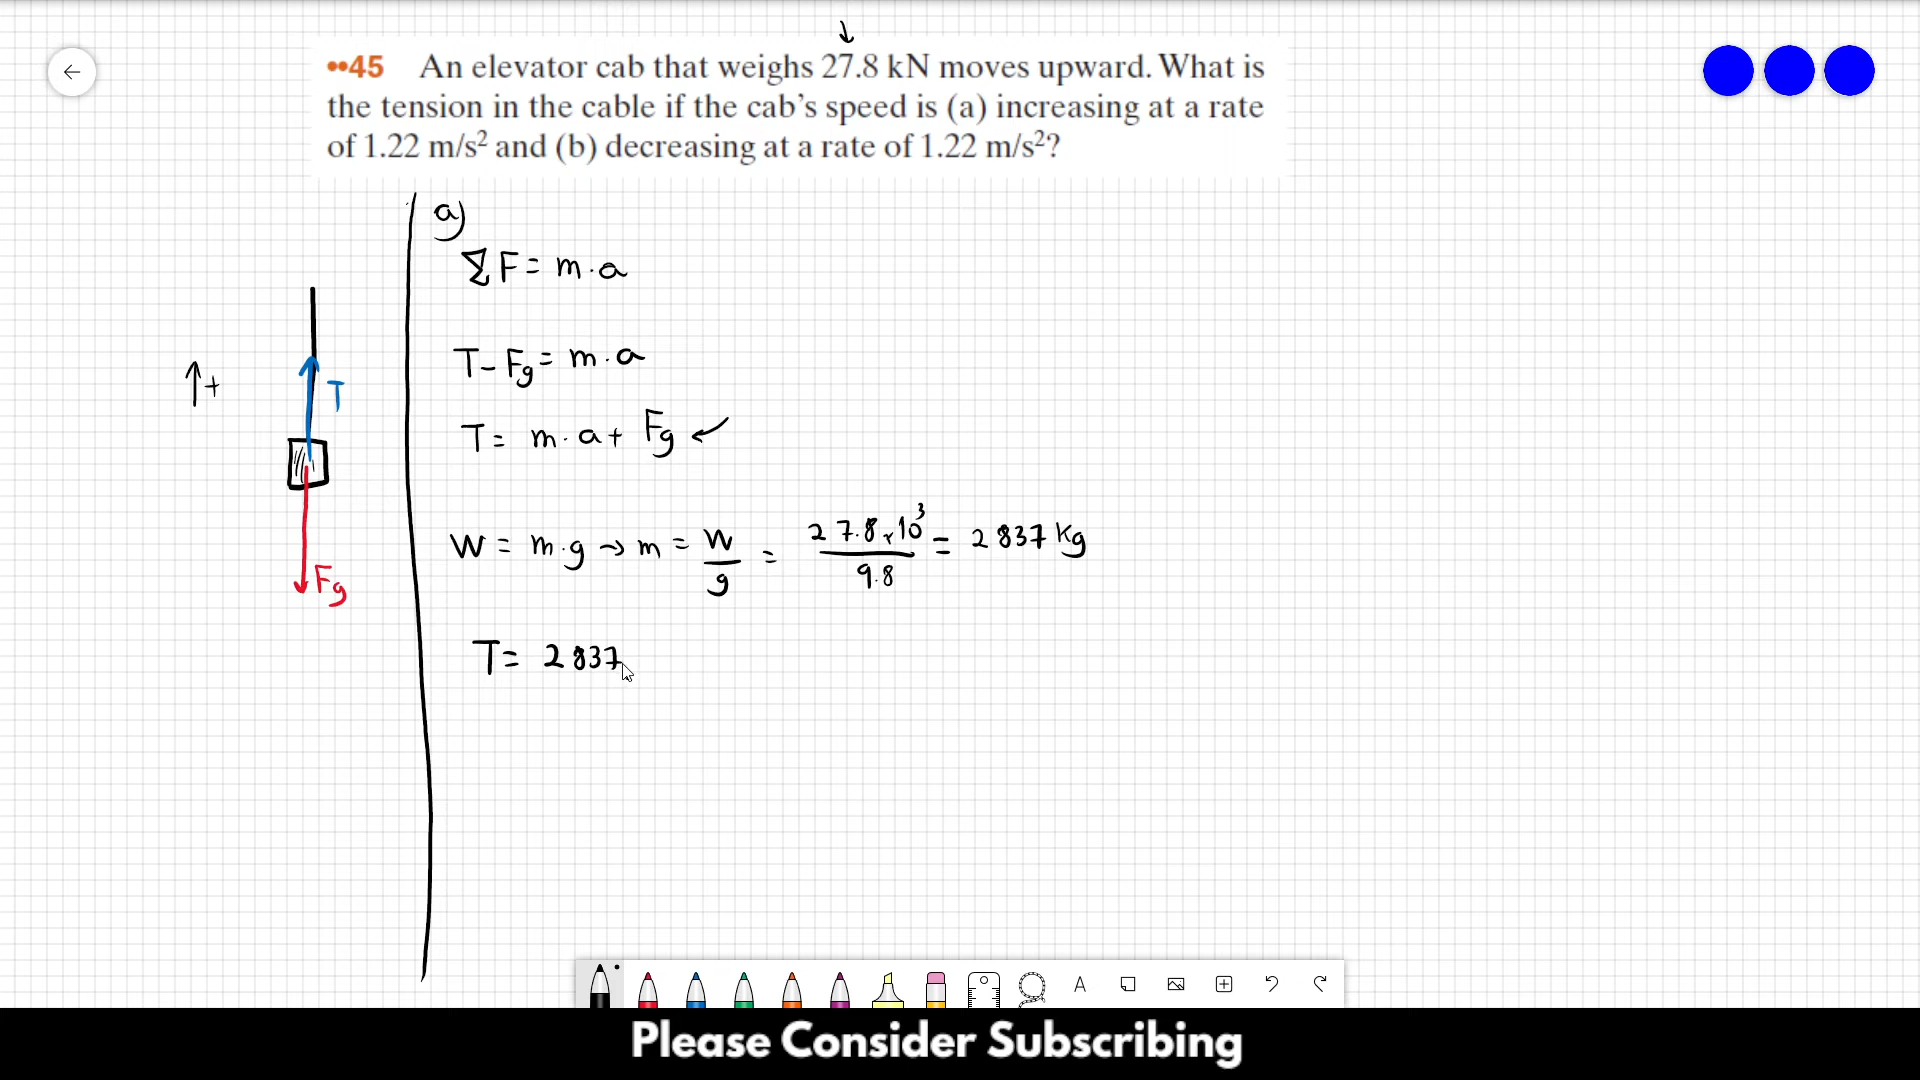 ••45 An elevator cab that weighs 27.8 kN moves upward. What is
the tension in the cable if the cab's speed is (a) increasing at a rate
of 1.22 m/s² and (b) decreasing at a rate of 1.22 m/s²?
a)
ΣF = m·a
T - Fg = m·a
T = m·a + Fg
↑+
T
Fg
W = m·g → m = W/g = 27.8×10³/9.8 = 2837 Kg
T = 2837
A
Please Consider Subscribing